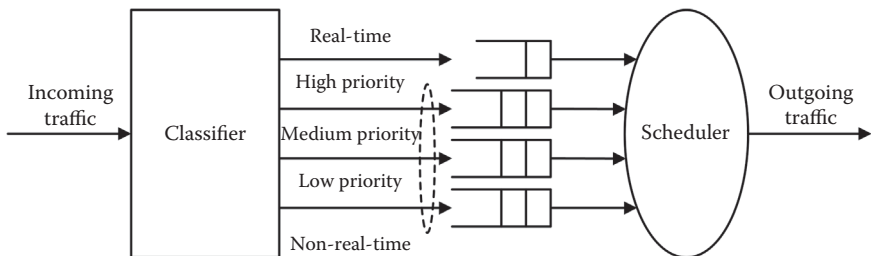 Incoming
traffic
Classifier
Real-time
High priority
Medium priority
Low priority
Non-real-time
Scheduler
Outgoing
traffic